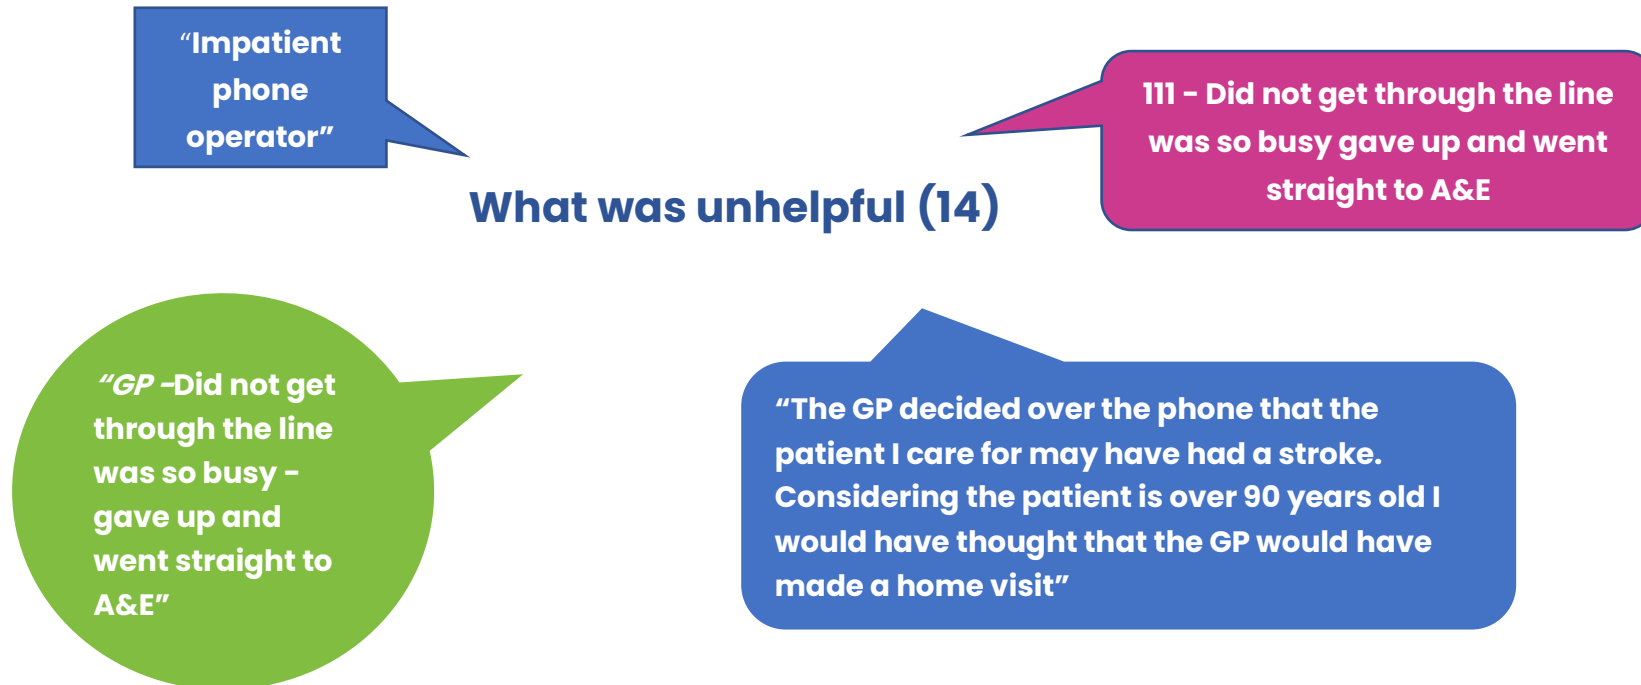 “Impatient
phone
operator”
111 – Did not get through the line
was so busy gave up and went
straight to A&E
What was unhelpful (14)
“GP –Did not get
through the line
was so busy –
gave up and
went straight to
A&E”
“The GP decided over the phone that the
patient I care for may have had a stroke.
Considering the patient is over 90 years old I
would have thought that the GP would have
made a home visit”